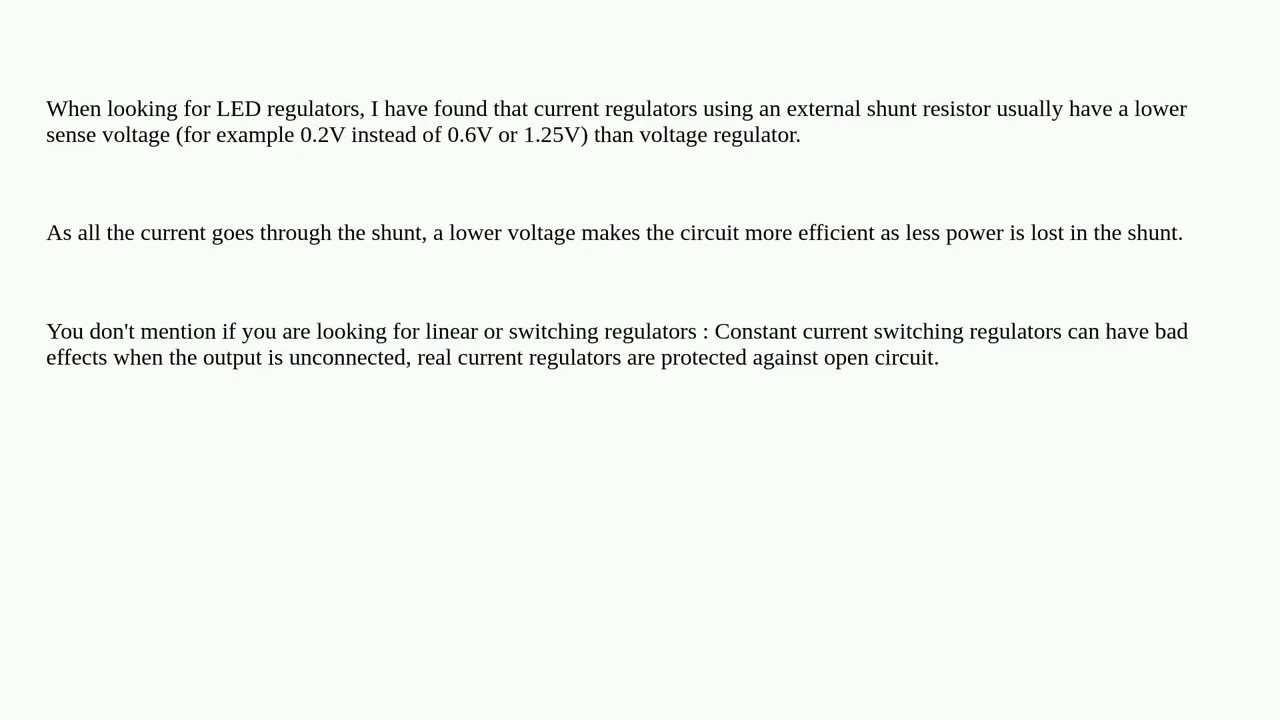 When looking for LED regulators, I have found that current regulators using an external shunt resistor usually have a lower
sense voltage (for example 0.2V instead of 0.6V or 1.25V) than voltage regulator.
As all the current goes through the shunt, a lower voltage makes the circuit more efficient as less power is lost in the shunt.
You don't mention if you are looking for linear or switching regulators : Constant current switching regulators can have bad
effects when the output is unconnected, real current regulators are protected against open circuit.